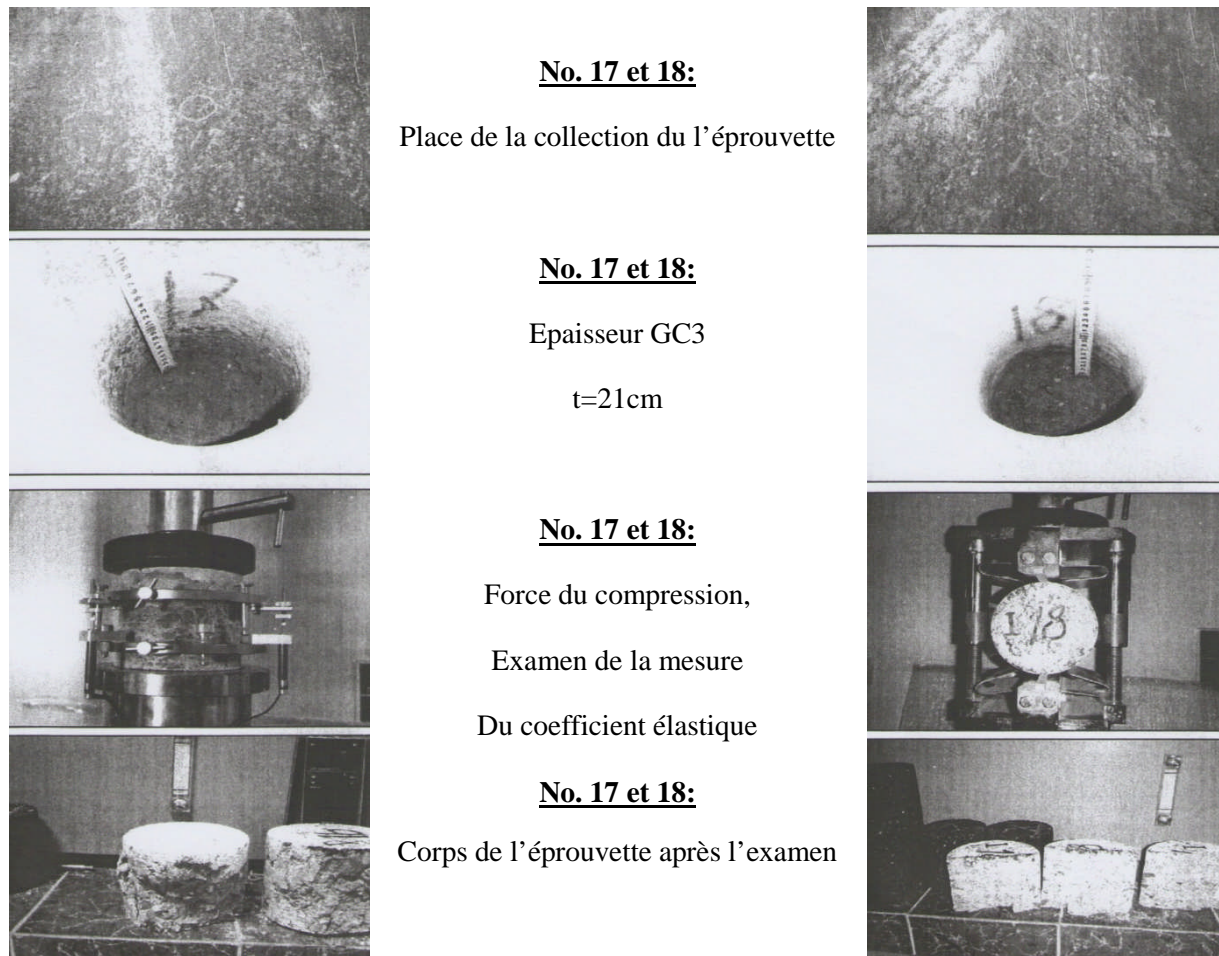 No. 17 et 18:
Place de la collection du l’éprouvette
No. 17 et 18:
Epaisseur GC3
t=21cm
17
18
No. 17 et 18:
Force du compression,
Examen de la mesure
Du coefficient élastique
No. 17 et 18:
Corps de l’éprouvette après l’examen